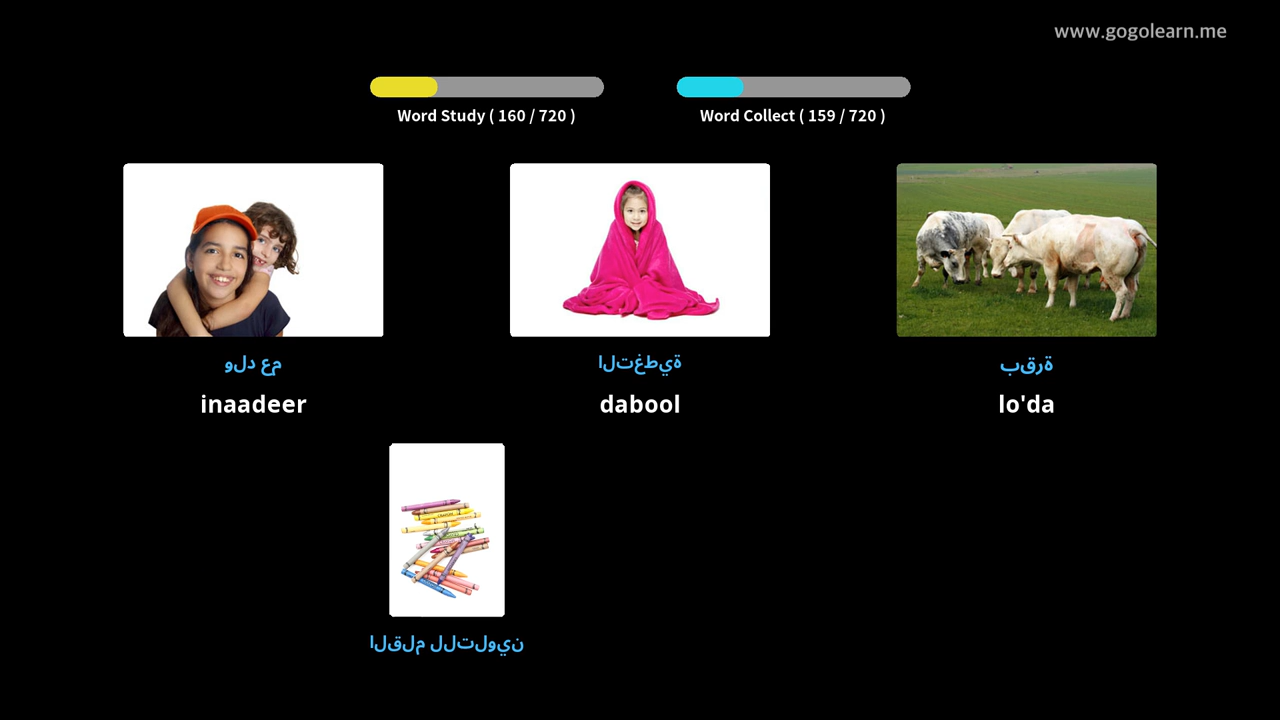 www.gogolearn.me
Word Study ( 160 / 720 )
Word Collect ( 159 / 720 )
ولد عم
inaadeer
التغطية
dabool
بقرة
lo'da
القلم للتلوين